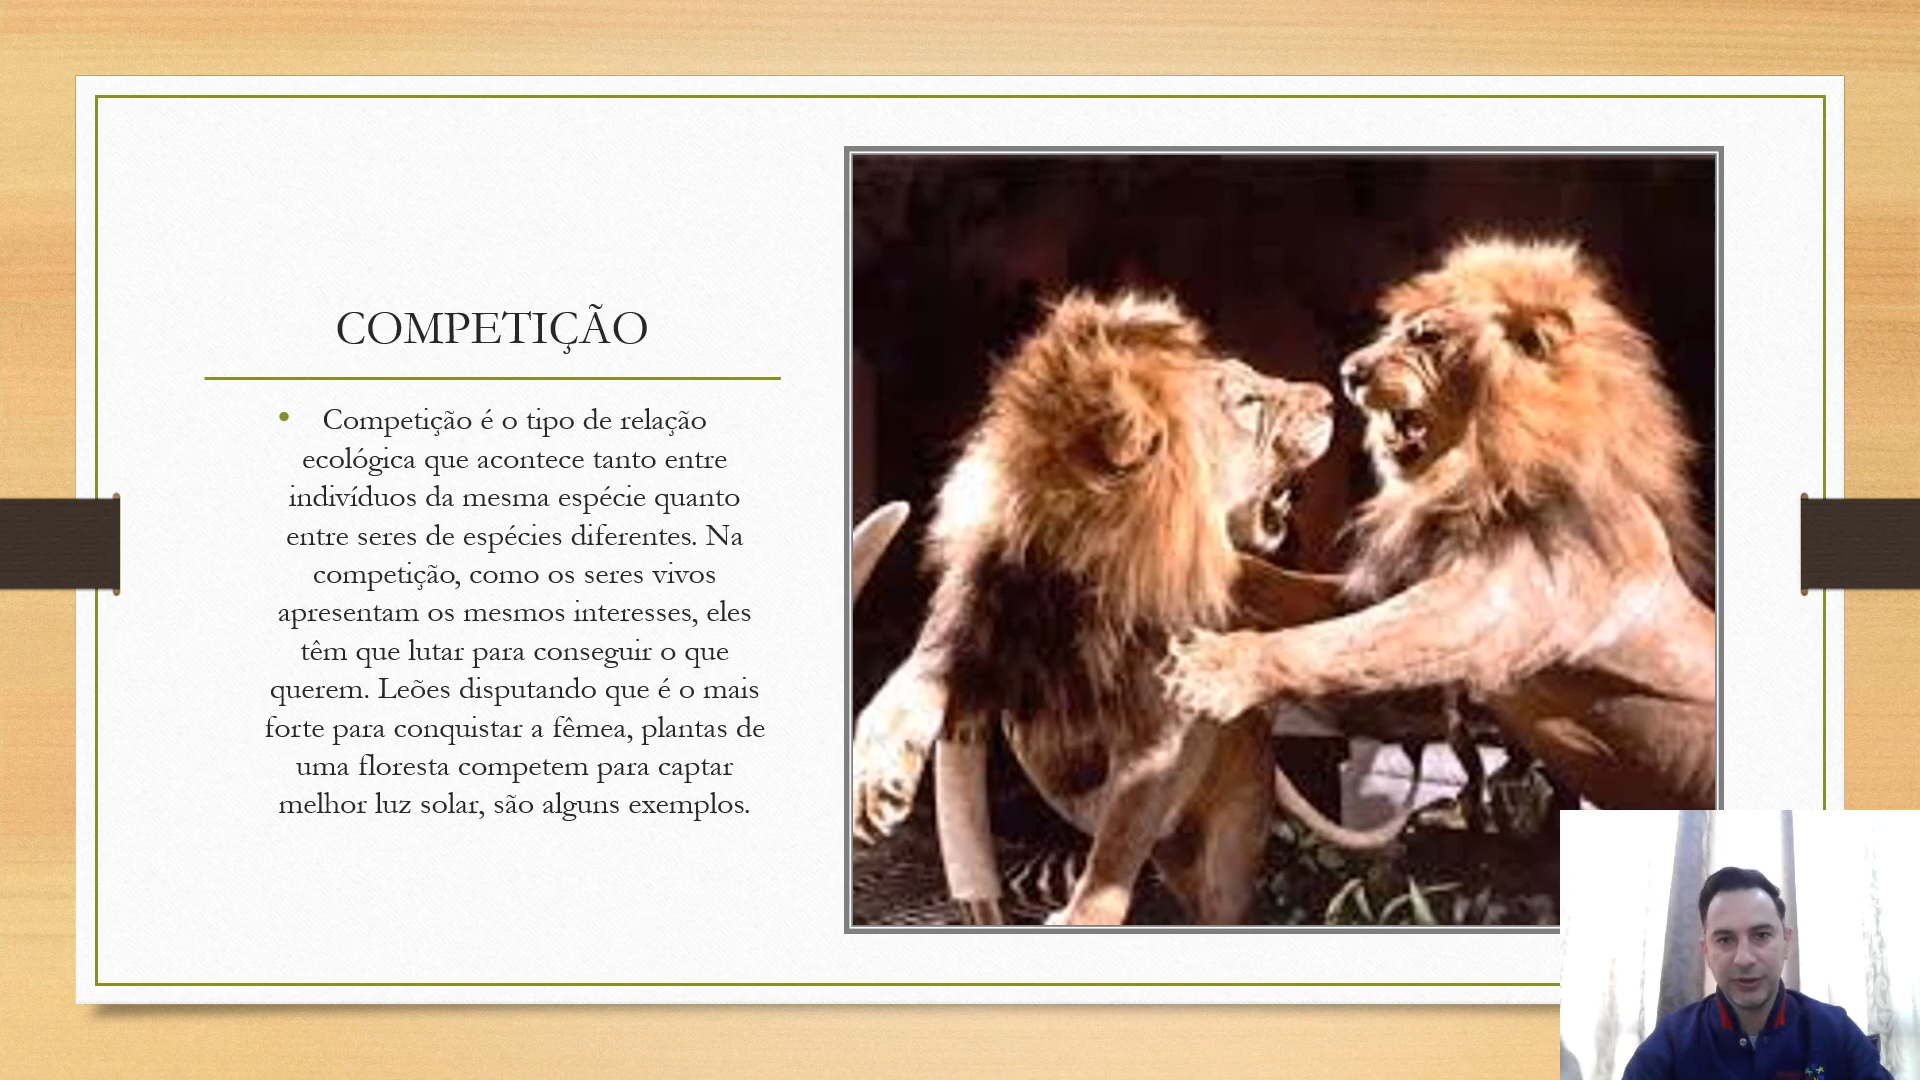 COMPETIÇÃO
• Competição é o tipo de relação
ecológica que acontece tanto entre
indivíduos da mesma espécie quanto
entre seres de espécies diferentes. Na
competição, como os seres vivos
apresentam os mesmos interesses, eles
têm que lutar para conseguir o que
querem. Leões disputando que é o mais
forte para conquistar a fêmea, plantas de
uma floresta competem para captar
melhor luz solar, são alguns exemplos.